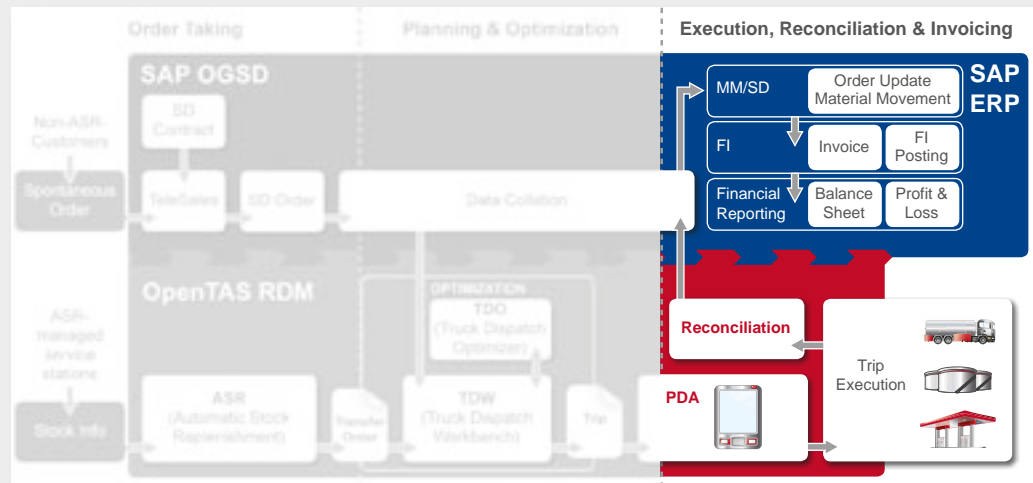 Order Taking
Planning & Optimization
Execution, Reconciliation & Invoicing
SAP OGSD
SD
Contract
Non-ASR-
Customers
Spontaneous
Order
TeleSales
SD Order
Data Collation
SAP
ERP
MM/SD
Order Update
Material Movement
FI
Invoice
FI
Posting
Financial
Reporting
Balance
Sheet
Profit &
Loss
OpenTAS RDM
OPTIMIZATION
TDO
(Truck Dispatch
Optimizer)
ASR-
managed
service
stations
Stock Info
ASR
(Automatic Stock
Replenishment)
Transfer
Order
TDW
(Truck Dispatch
Workbench)
Trip
Reconciliation
PDA
Trip
Execution